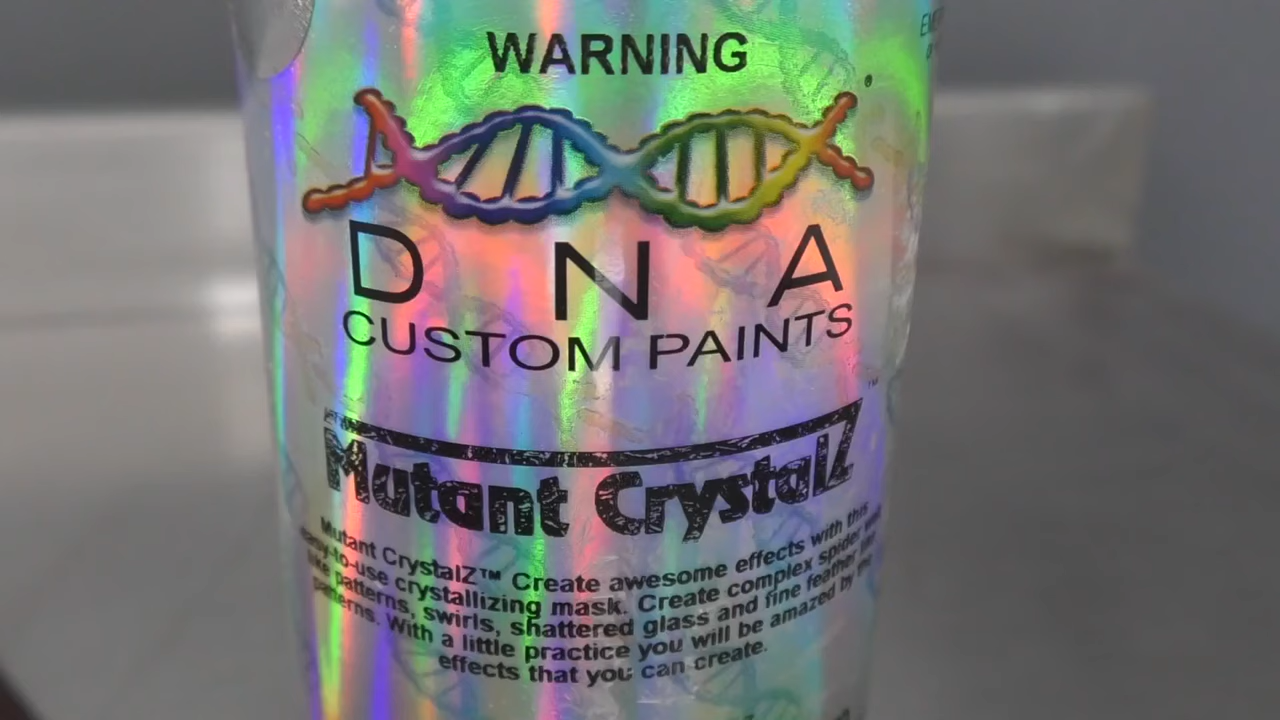 WARNING
D N A
CUSTOM PAINTS
Mutant CrystalZ
Mutant CrystalZ™ Create awesome effects with this
easy-to-use crystallizing mask. Create complex spider
like patterns, swirls, shattered glass and fine feather like
patterns. With a little practice you will be amazed by the
effects that you can create.